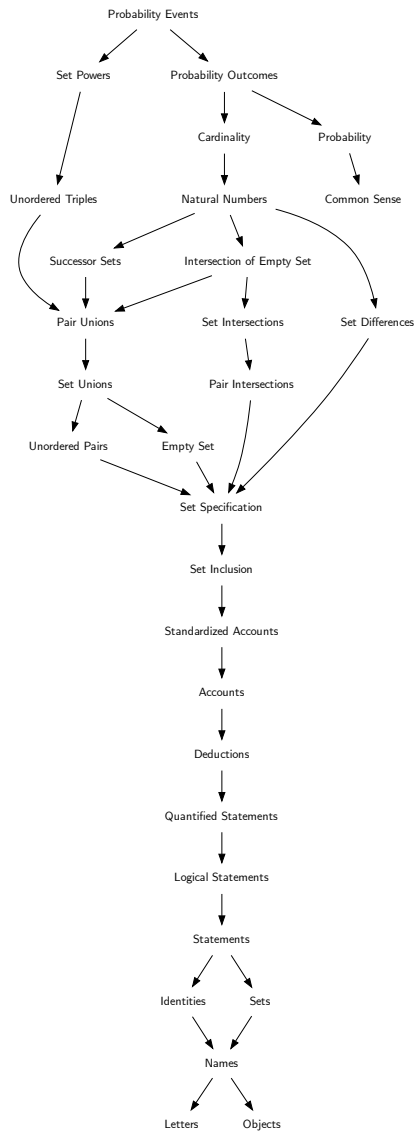 Probability Events
Set Powers
Probability Outcomes
Cardinality
Probability
Unordered Triples
Natural Numbers
Common Sense
Successor Sets
Intersection of Empty Set
Pair Unions
Set Intersections
Set Differences
Set Unions
Pair Intersections
Unordered Pairs
Empty Set
Set Specification
Set Inclusion
Standardized Accounts
Accounts
Deductions
Quantified Statements
Logical Statements
Statements
Identities
Sets
Names
Letters
Objects